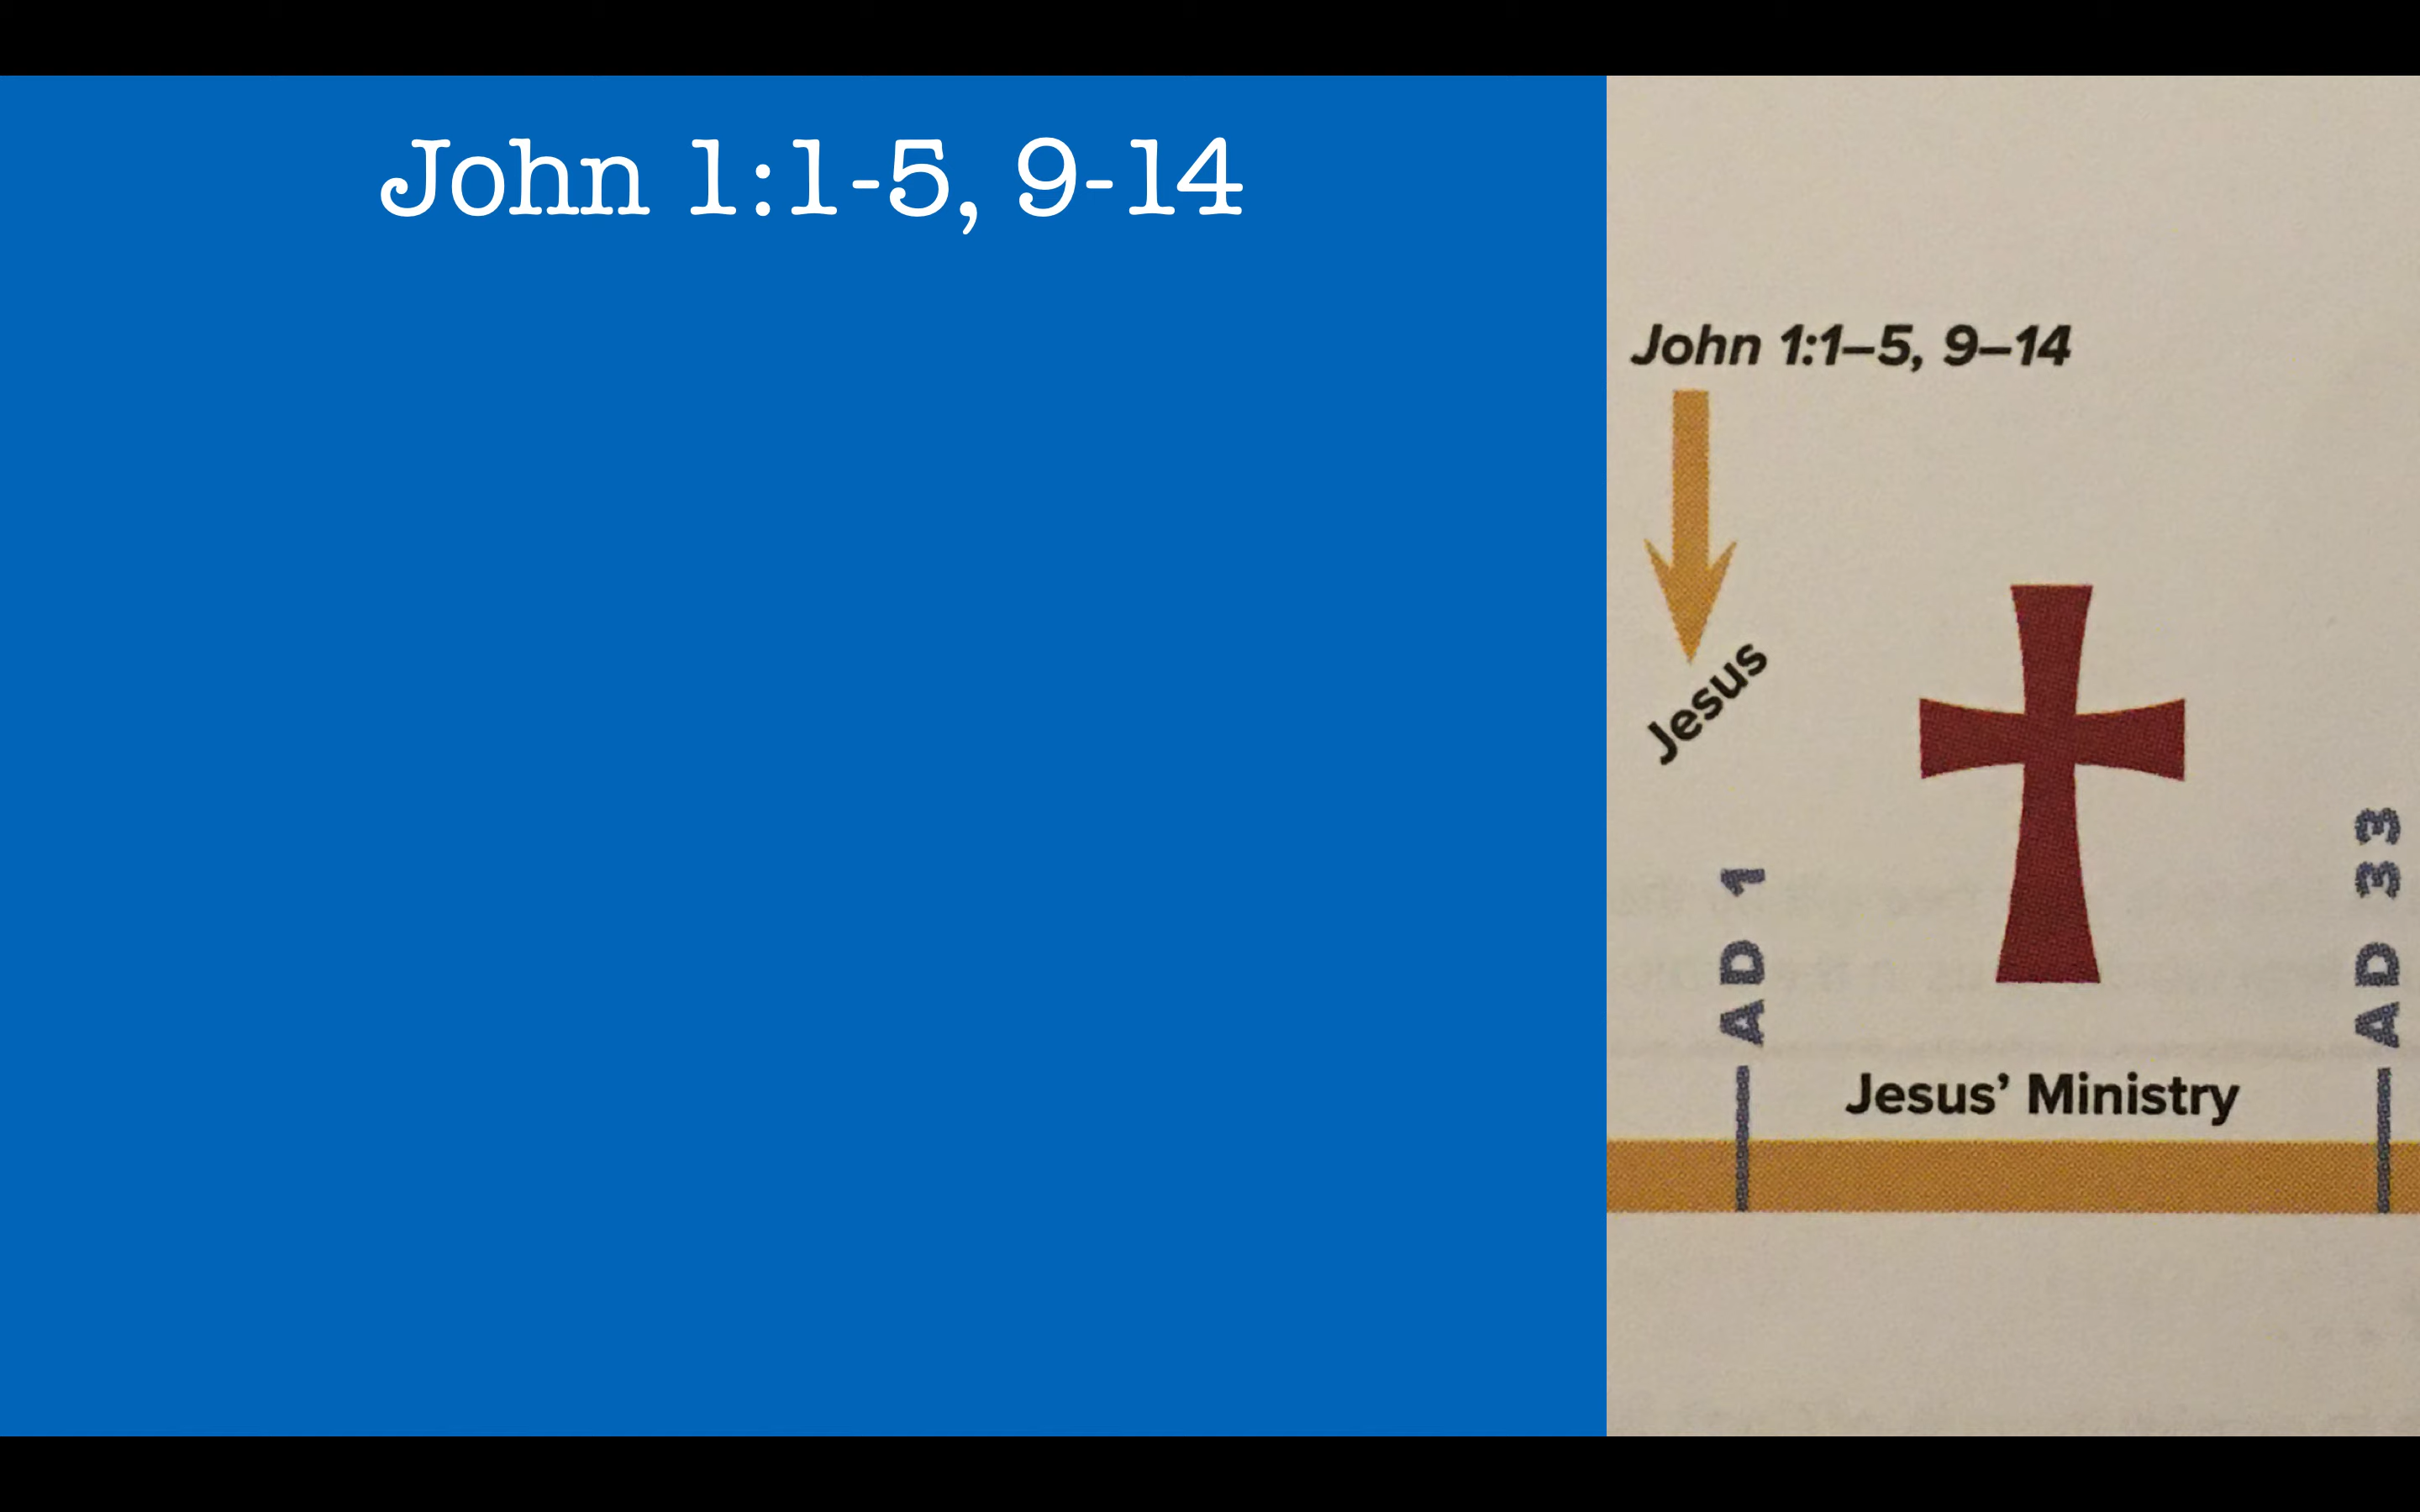 John 1:1-5, 9-14
John 1:1–5, 9–14
Jesus
AD 1
AD 33
Jesus’ Ministry